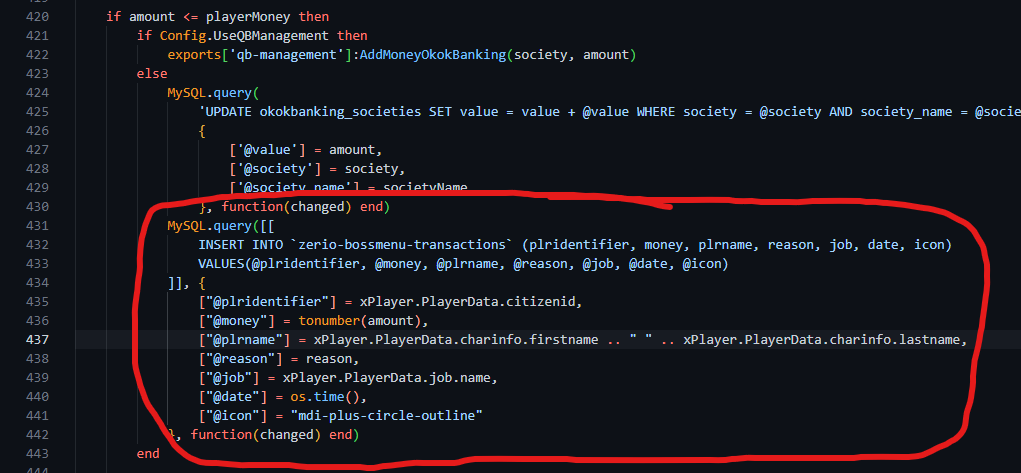 420 if amount <= playerMoney then
421 if Config.UseQBManagement then
422 exports['qb-management']:AddMoneyOkokBanking(society, amount)
423 else
424 MySQL.query(
425 'UPDATE okokbanking_societies SET value = value + @value WHERE society = @society AND society_name = @socie
426 {
427 ['@value'] = amount,
428 ['@society'] = society,
429 ['@society_name'] = societyName
430 }, function(changed) end)
431 MySQL.query([[
432 INSERT INTO `zerio-bossmenu-transactions` (plridentifier, money, plrname, reason, job, date, icon)
433 VALUES(@plridentifier, @money, @plrname, @reason, @job, @date, @icon)
434 ]], {
435 ["@plridentifier"] = xPlayer.PlayerData.citizenid,
436 ["@money"] = tonumber(amount),
437 ["@plrname"] = xPlayer.PlayerData.charinfo.firstname .. " " .. xPlayer.PlayerData.charinfo.lastname,
438 ["@reason"] = reason,
439 ["@job"] = xPlayer.PlayerData.job.name,
440 ["@date"] = os.time(),
441 ["@icon"] = "mdi-plus-circle-outline"
442 }, function(changed) end)
443 end